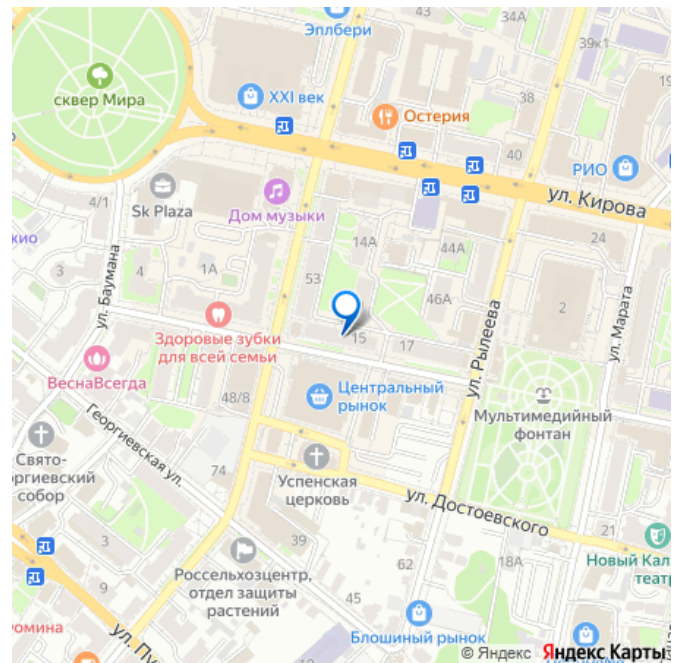 34А
Эплбери
39к1
сквер Мира
XXI век
38
19
Остерия
40
РИО
ул. Кирова
4/1
Sk Plaza
Дом музыки
кио
3
ул. Баумана
4
1А
14А
53
44А
46А
24
2
ул. Марата
Здоровые зубки
для всей семьи
15
17
ул. Рылеева
ВеснаВсегда
48/8
Центральный
рынок
Мультимедийный
фонтан
Георгиевская ул.
Свято-
оргиевский
собор
74
Успенская
церковь
ул. Достоевского
3
39
21
Новый Кал
театр
Россельхозцентр,
отдел защиты
растений
62
18А
45
9
Блошиный рынок
ромина
ул. Пу
© Яндекс Яндекс Карты